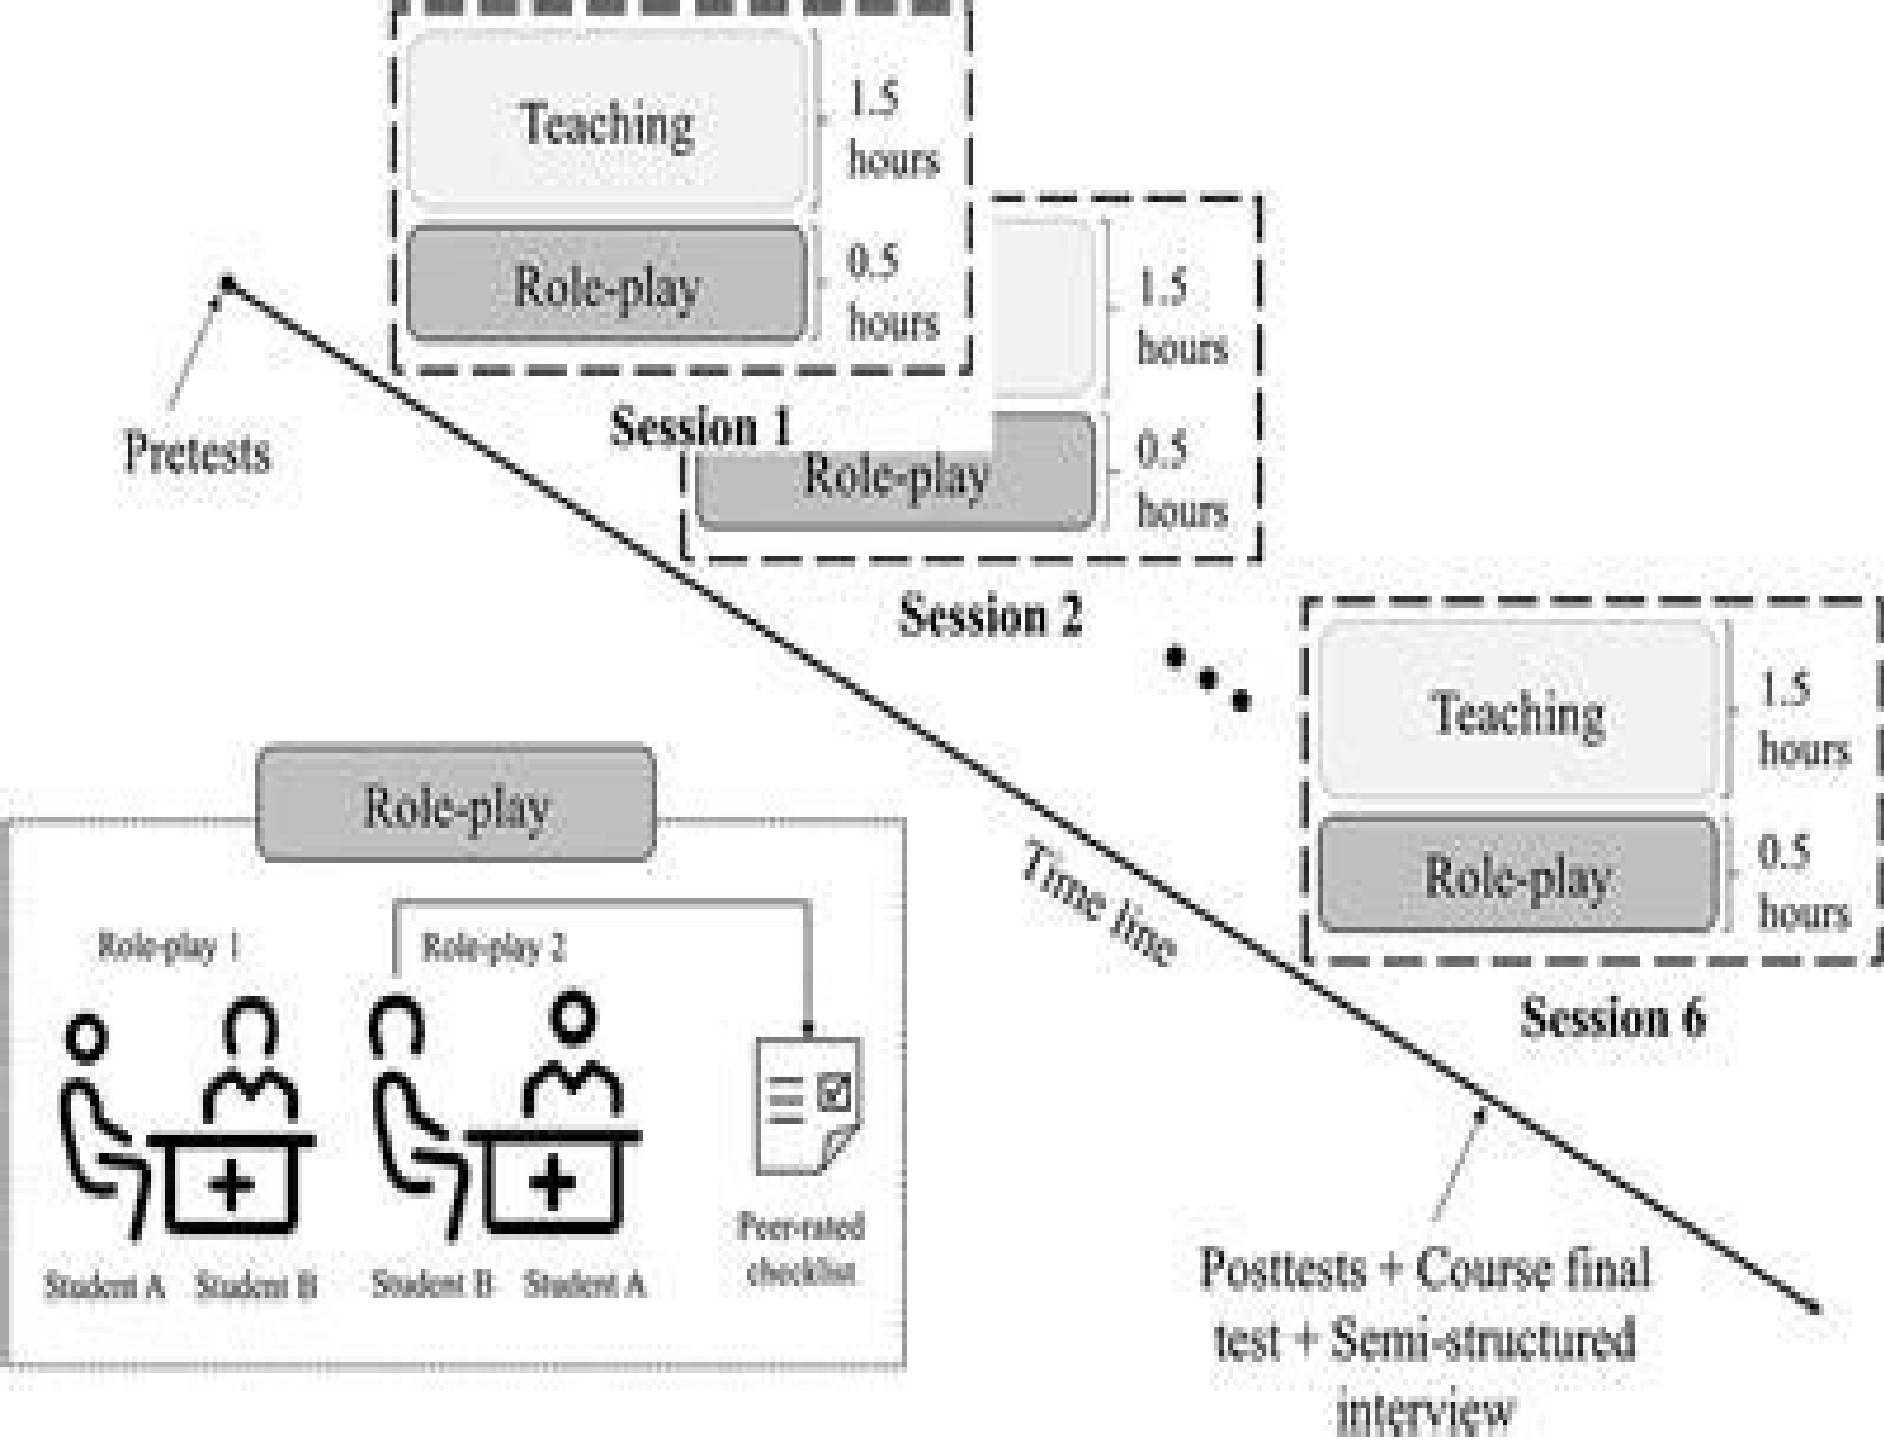 Teaching
1.5
hours
Role-play
0.5
hours
Session 1
1.5
hours
Role-play
0.5
hours
Session 2
Pretests
Teaching
1.5
hours
Role-play
0.5
hours
Session 6
Time line
Role-play
Role-play 1
Role-play 2
Student A
Student B
Student B
Student A
Peer-rated
checklist
Posttests + Course final
test + Semi-structured
interview